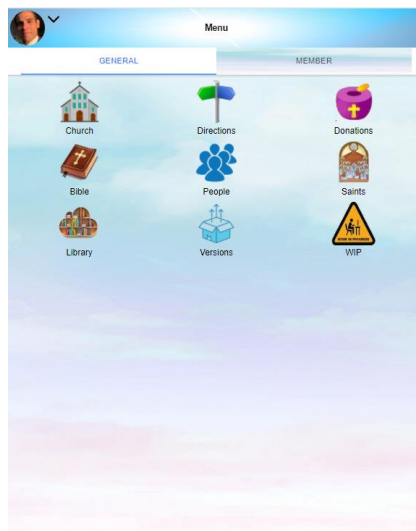 Menu
GENERAL MEMBER
Church Directions Donations
Bible People Saints
Library Versions WIP